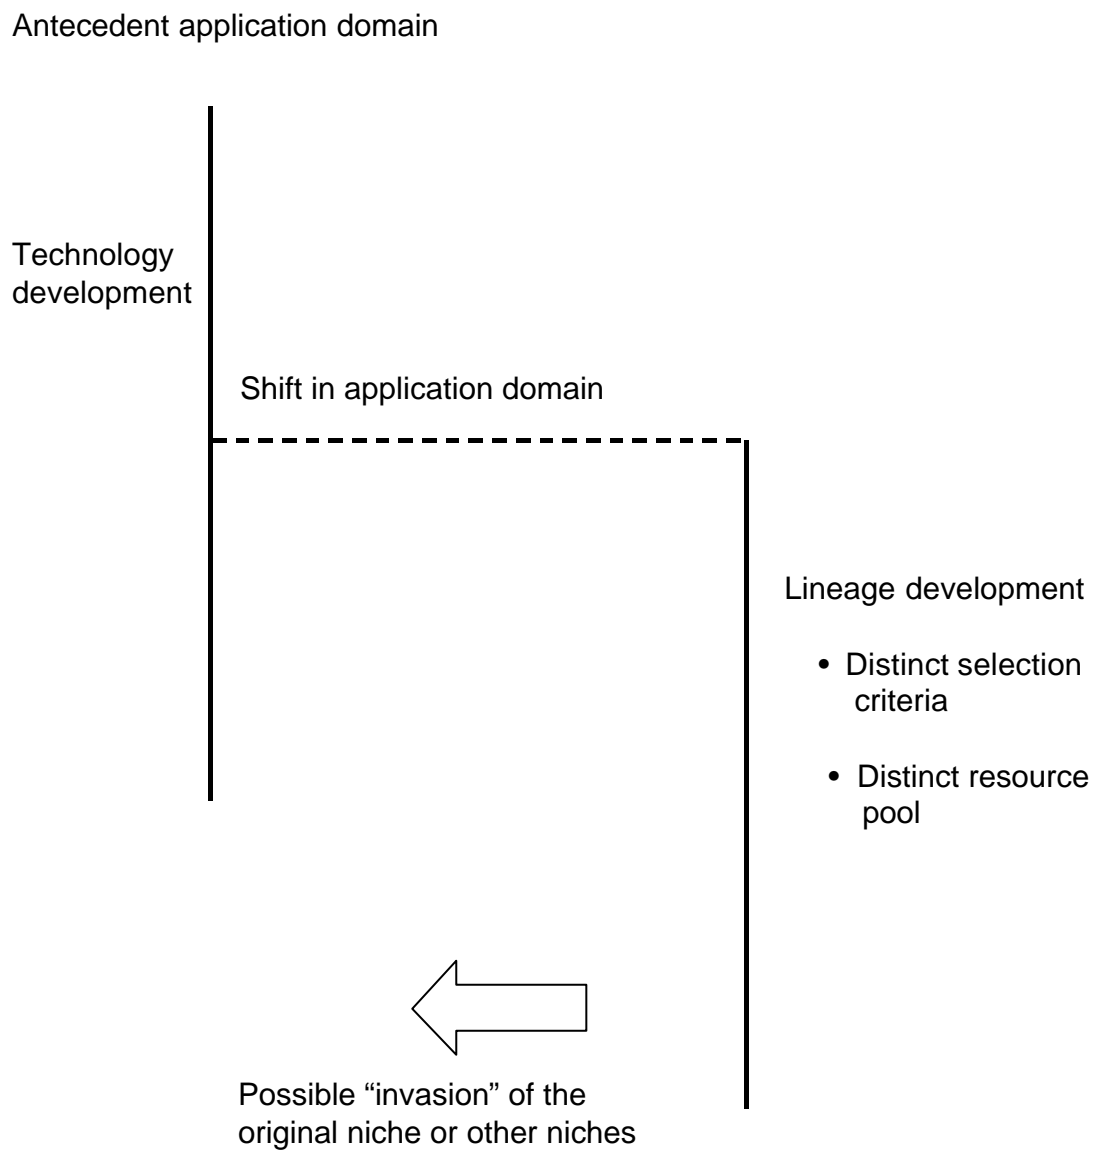 Antecedent application domain
Technology
development
Shift in application domain
Lineage development
• Distinct selection
criteria
• Distinct resource
pool
Possible “invasion” of the
original niche or other niches